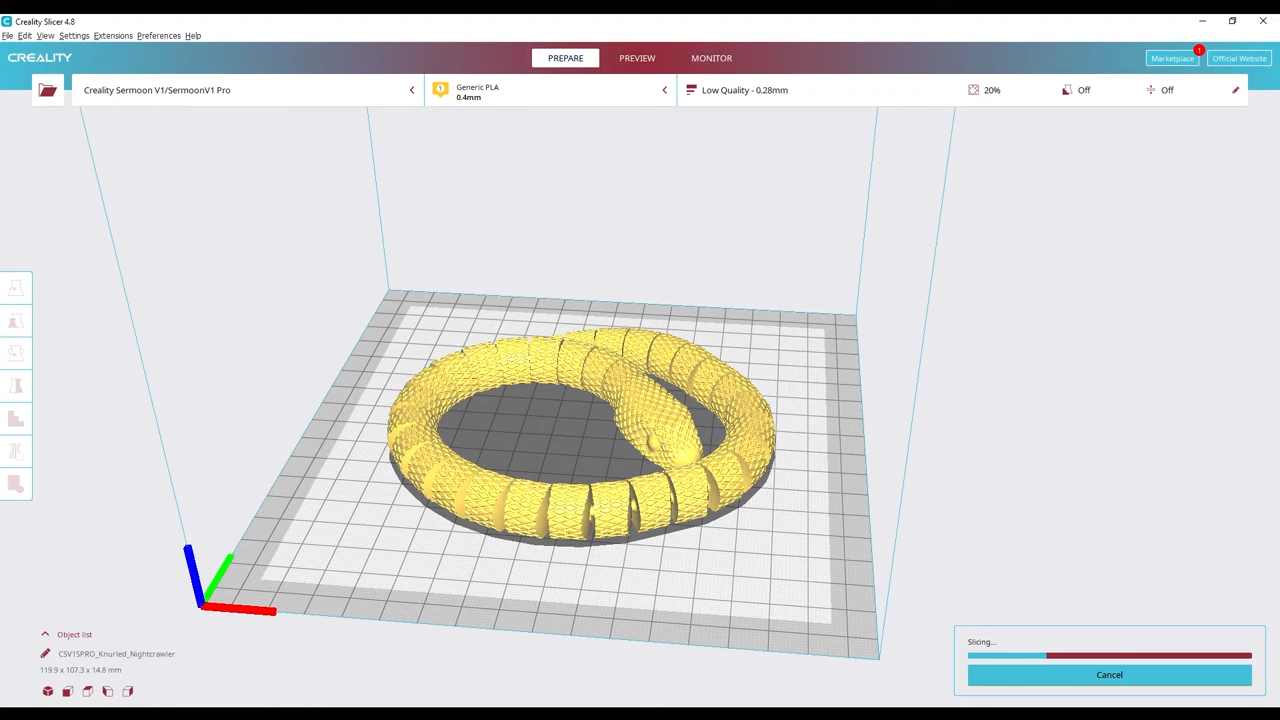 Creality Slicer 4.8
File Edit View Settings Extensions Preferences Help
CREALITY
PREPARE
PREVIEW
MONITOR
Marketplace
1
Official Website
Creality Sermoon V1/SermoonV1 Pro
1
Generic PLA
0.4mm
Low Quality - 0.28mm
20%
Off
Off
Object list
CSV1SPRO_Knurled_Nightcrawler
119.9 x 107.3 x 14.8 mm
Slicing...
Cancel